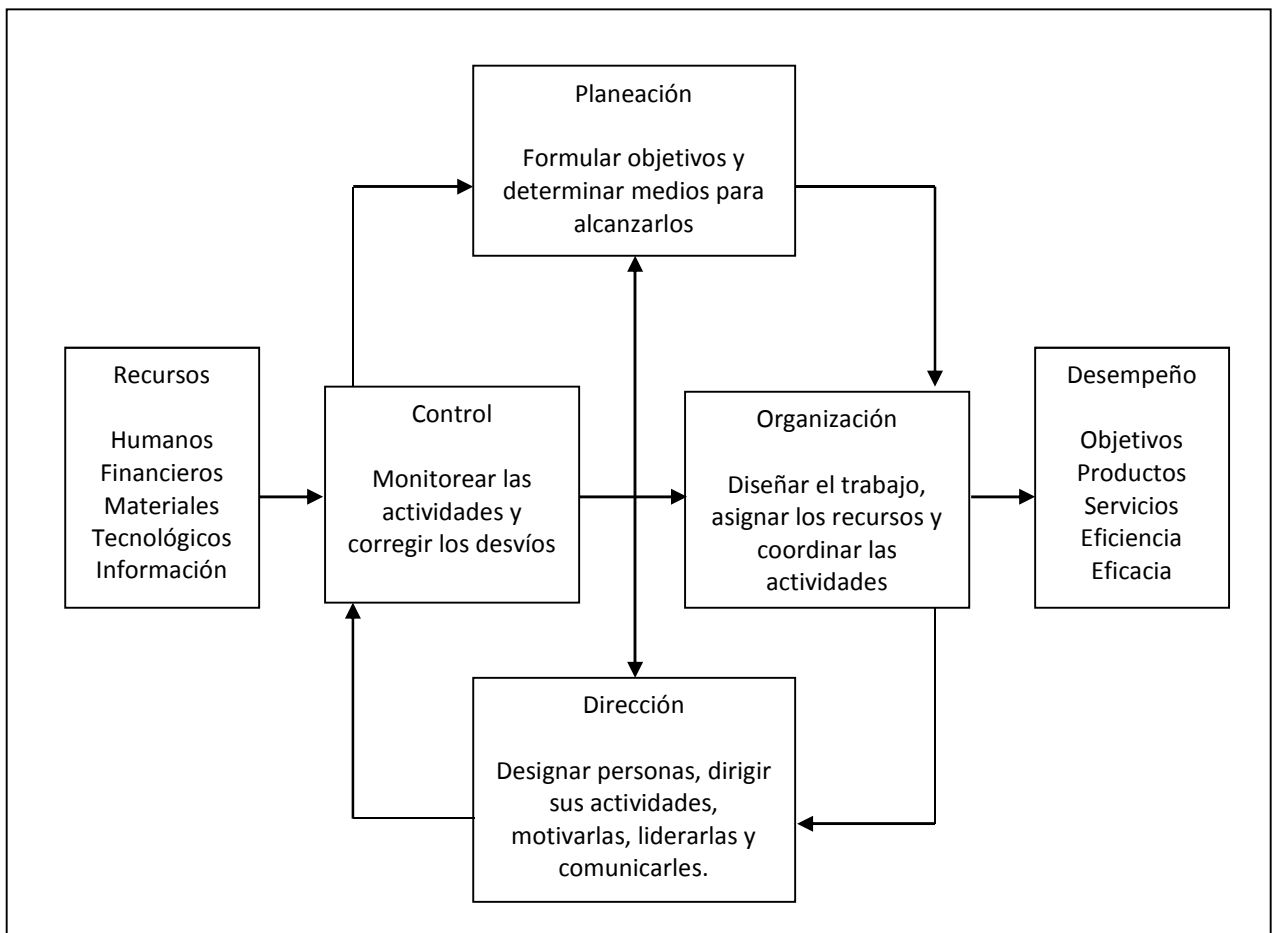 Planeación
Formular objetivos y
determinar medios para
alcanzarlos
Recursos
Humanos
Financieros
Materiales
Tecnológicos
Información
Control
Monitorear las
actividades y
corregir los desvíos
Organización
Diseñar el trabajo,
asignar los recursos y
coordinar las
actividades
Desempeño
Objetivos
Productos
Servicios
Eficiencia
Eficacia
Dirección
Designar personas, dirigir
sus actividades,
motivarlas, liderarlas y
comunicarles.